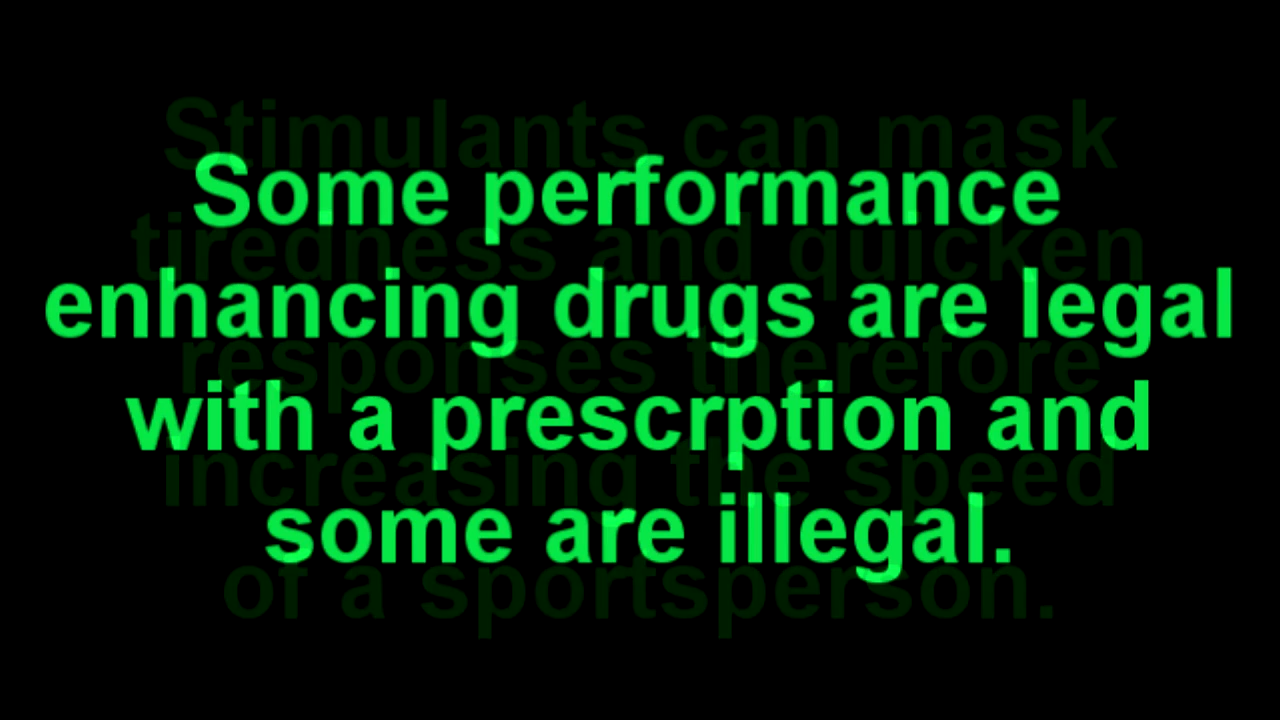 Stimulants can mask
Some performance
tiredness and quicken
enhancing drugs are legal
responses therefore
with a prescrption and
increasing the speed
some are illegal.
of a sportsperson.